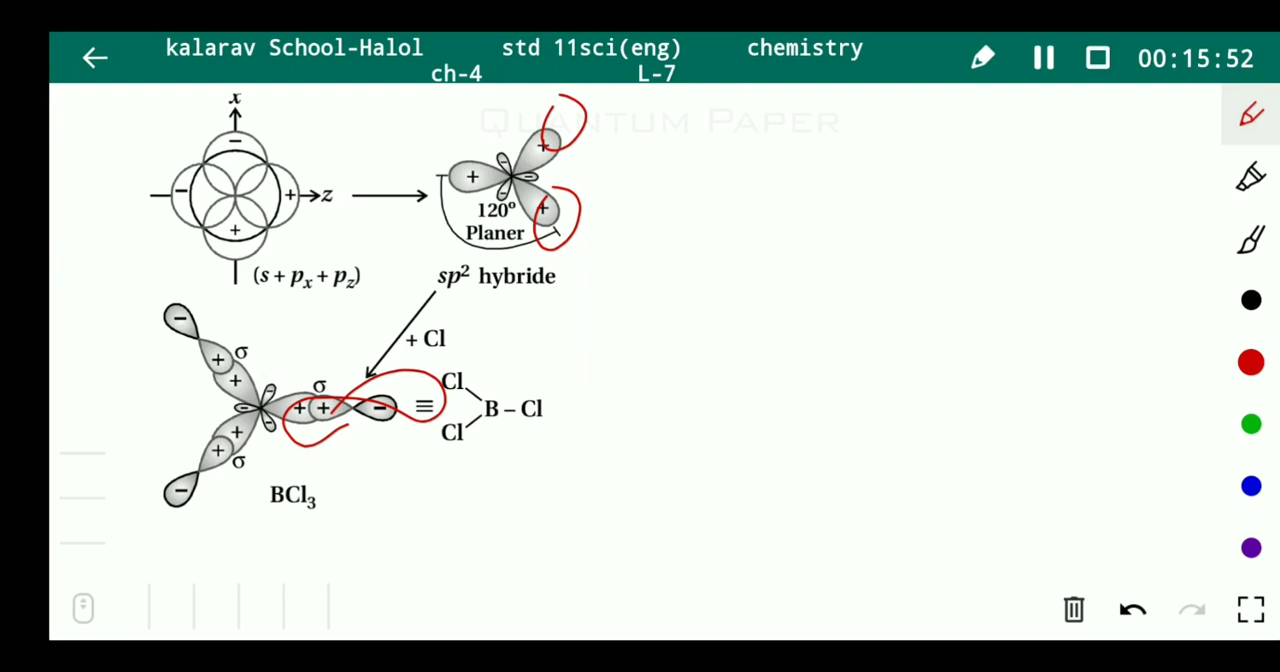 kalarav School-Halol std 11sci(eng) chemistry
ch-4 L-7
00:15:52
QUANTUM PAPER
x
−
− + z
+
(s + pₓ + p_z)
+
+ + −
−
120° +
Planer
sp² hybride
+ Cl
−
+ σ
+ −
σ
− + + − ≡
Cl
B – Cl
Cl
− +
+ σ
−
BCl₃